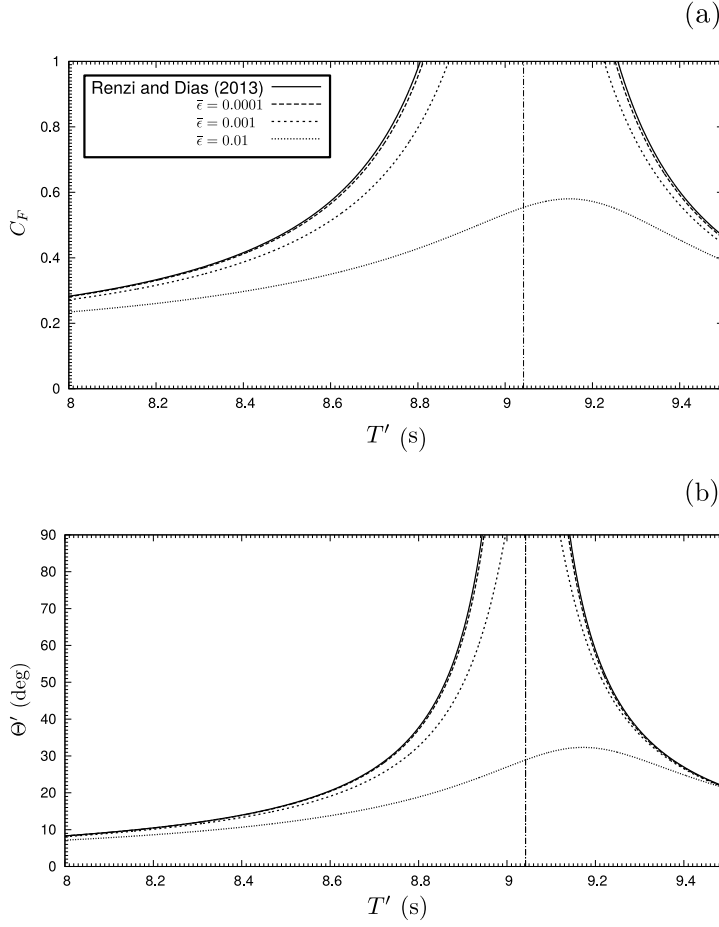 (a)
1
0.8
0.6
0.4
0.2
0
C_F
Renzi and Dias (2013)
ϵ̅ = 0.0001
ϵ̅ = 0.001
ϵ̅ = 0.01
8 8.2 8.4 8.6 8.8 9 9.2 9.4
T′ (s)
(b)
90
80
70
60
50
40
30
20
10
0
Θ′ (deg)
8 8.2 8.4 8.6 8.8 9 9.2 9.4
T′ (s)